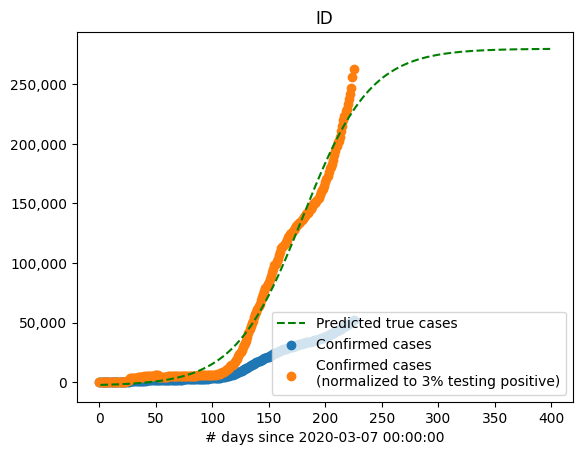 ID
250,000
200,000
150,000
100,000
50,000
0
Predicted true cases
Confirmed cases
Confirmed cases
(normalized to 3% testing positive)
0 50 100 150 200 250 300 350 400
# days since 2020-03-07 00:00:00